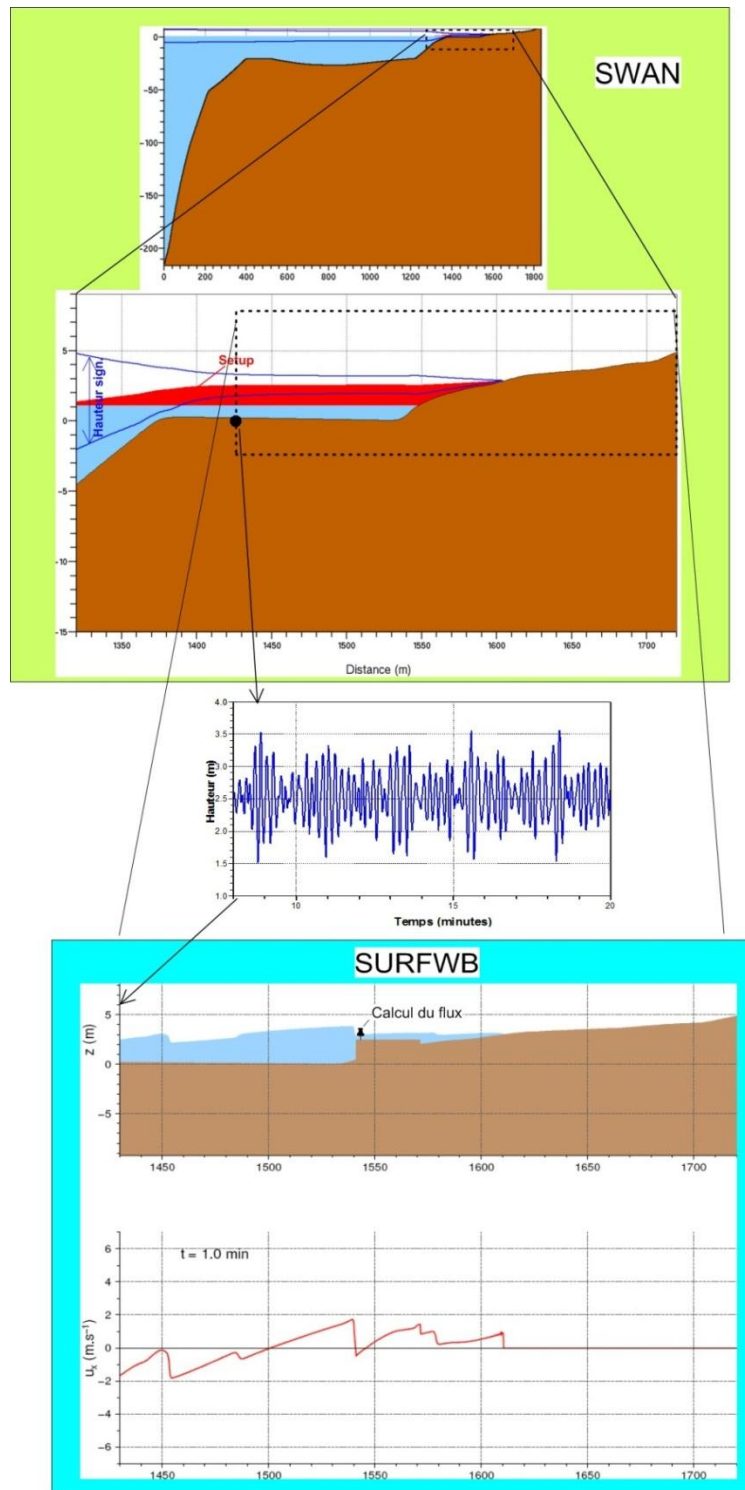 SWAN
0
-50
-100
-150
-200
0 200 400 600 800 1000 1200 1400 1600 1800
5
0
-5
-10
-15
Hauteur sign.
Setup
1350 1400 1450 1500 1550 1600 1650 1700
Distance (m)
4.0
3.5
3.0
2.5
2.0
1.5
1.0
Hauteur (m)
10 15 20
Temps (minutes)
SURFWB
Calcul du flux
z (m)
5
0
-5
1450 1500 1550 1600 1650 1700
t = 1.0 min
uₓ (m.s⁻¹)
6
4
2
0
-2
-4
-6
1450 1500 1550 1600 1650 1700